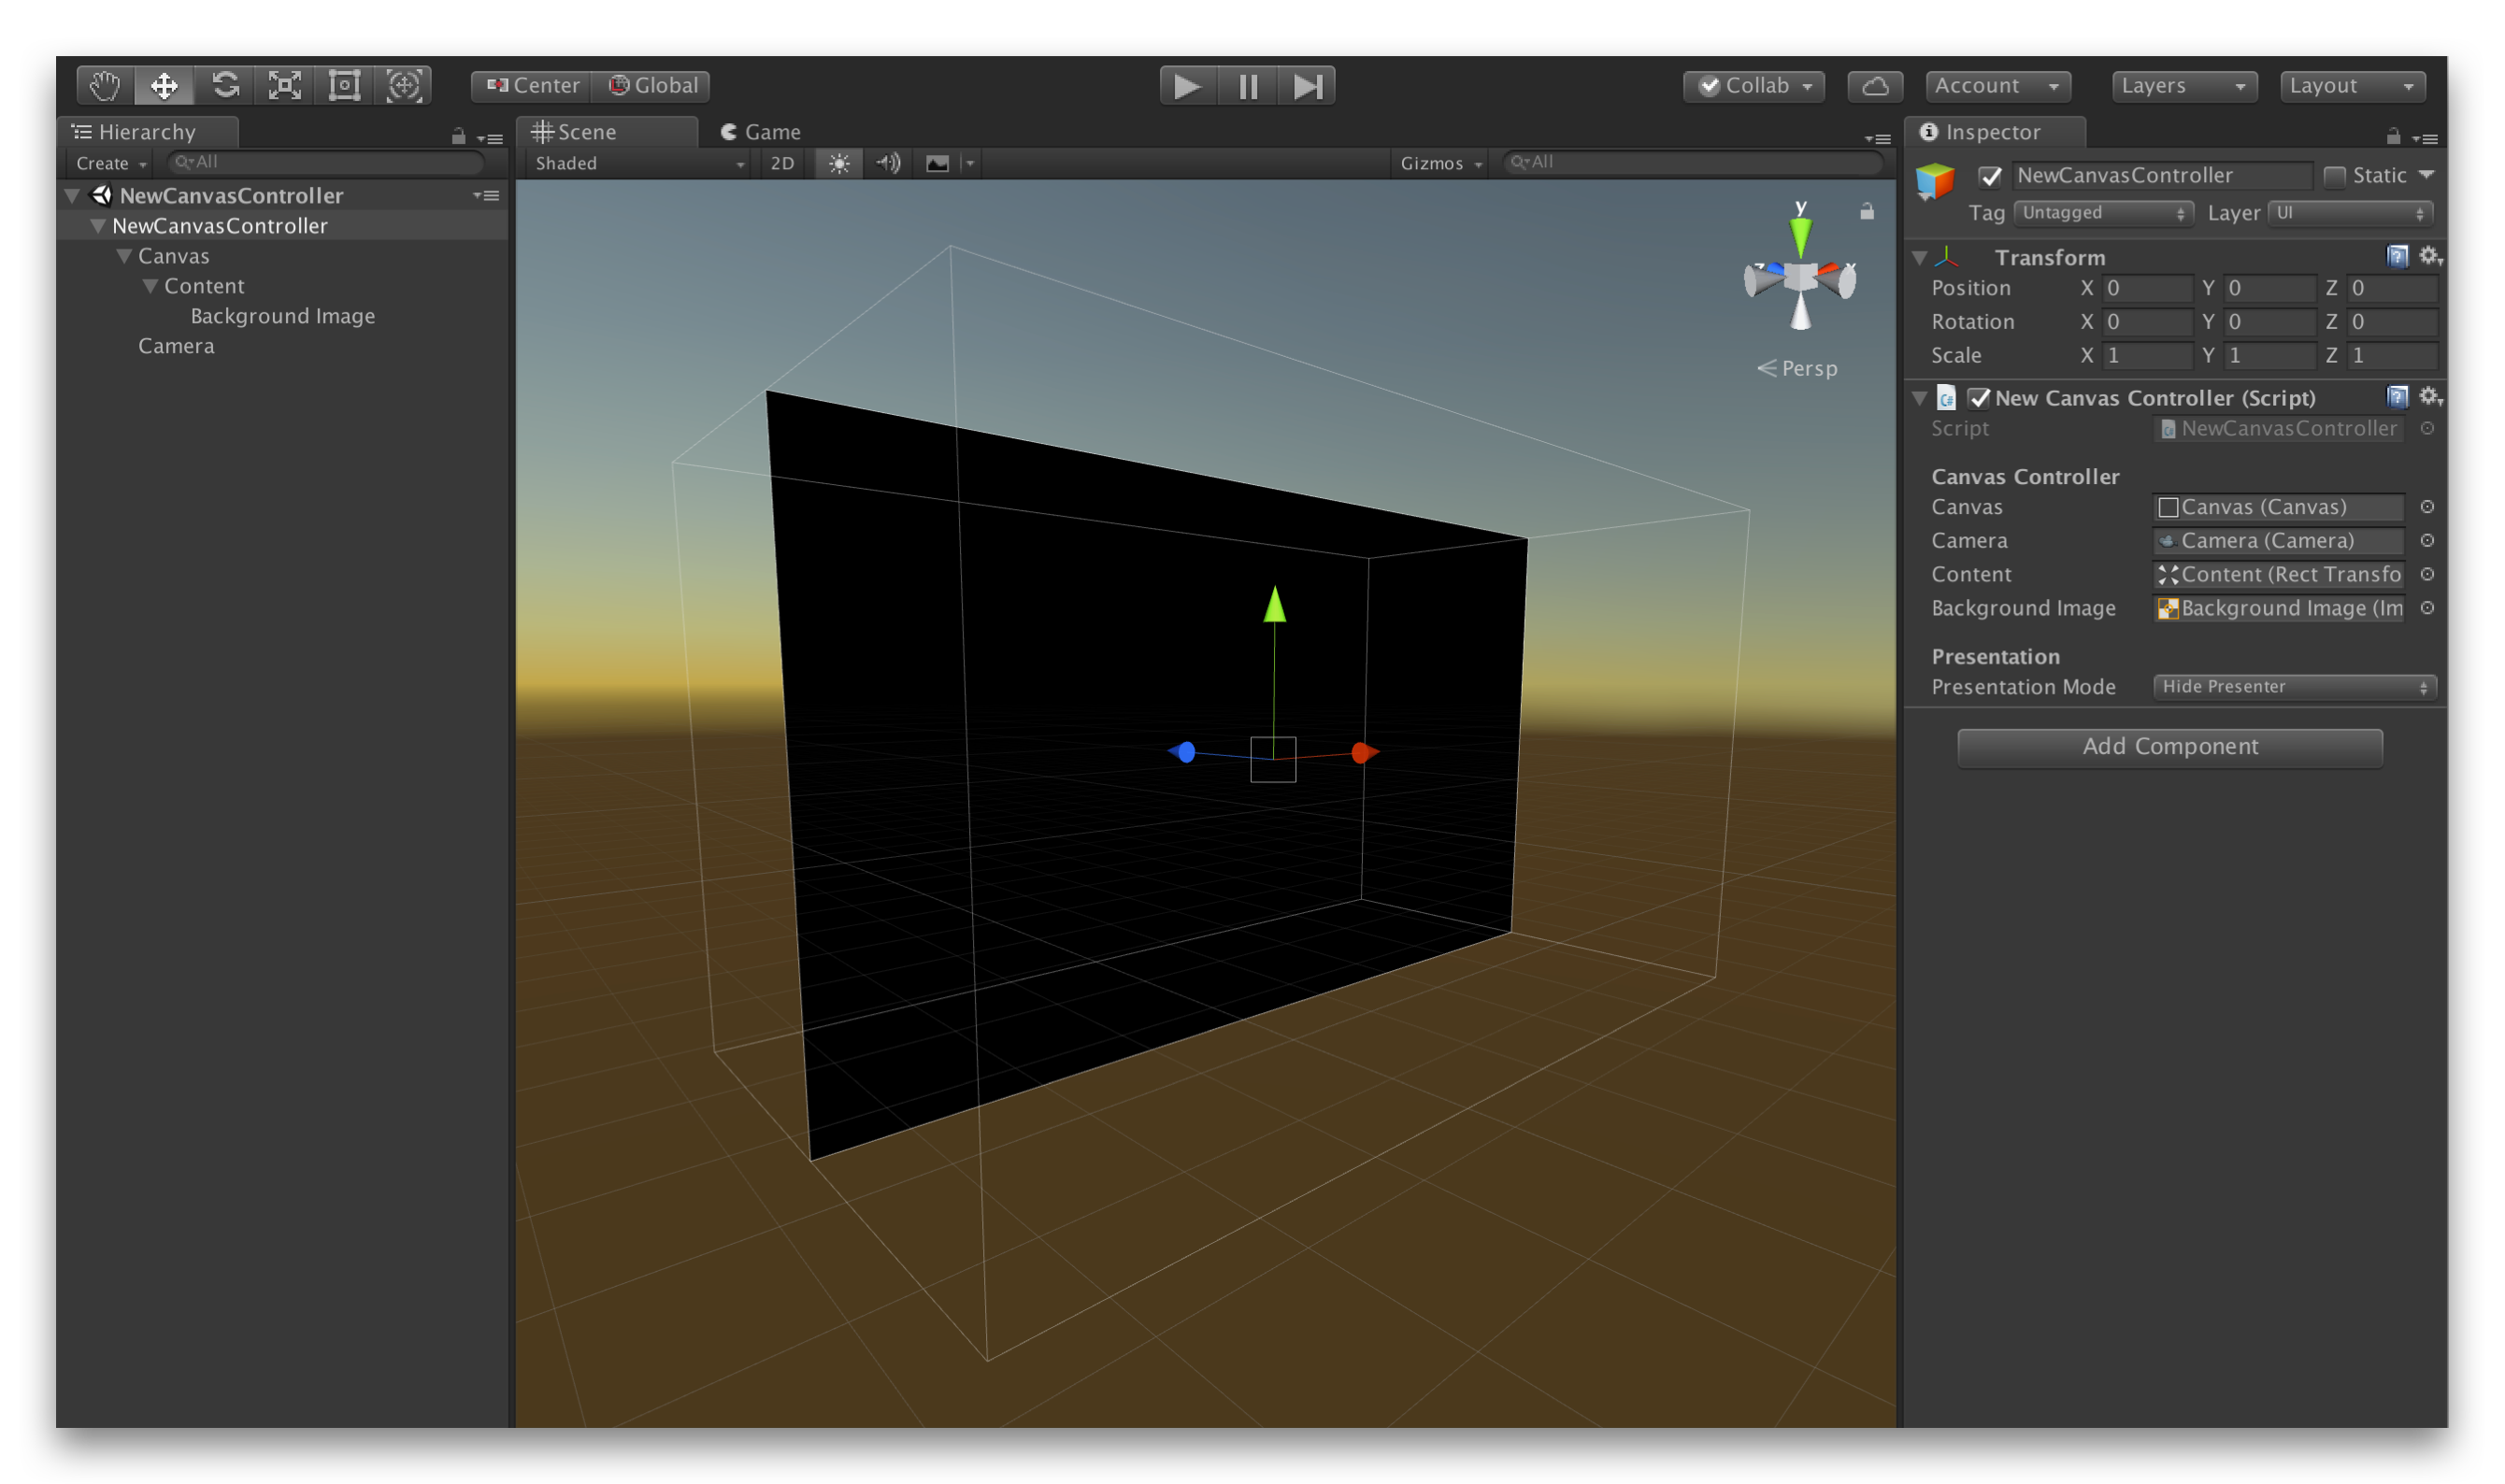 Center Global Collab Account Layers Layout
Hierarchy
Create All
NewCanvasController
NewCanvasController
Canvas
Content
Background Image
Camera
Scene Game
Shaded 2D Gizmos All
y
z x
Persp
Inspector
NewCanvasController Static
Tag Untagged Layer UI
Transform
Position X 0 Y 0 Z 0
Rotation X 0 Y 0 Z 0
Scale X 1 Y 1 Z 1
New Canvas Controller (Script)
Script NewCanvasController
Canvas Controller
Canvas Canvas (Canvas)
Camera Camera (Camera)
Content Content (Rect Transfo
Background Image Background Image (Im
Presentation
Presentation Mode Hide Presenter
Add Component